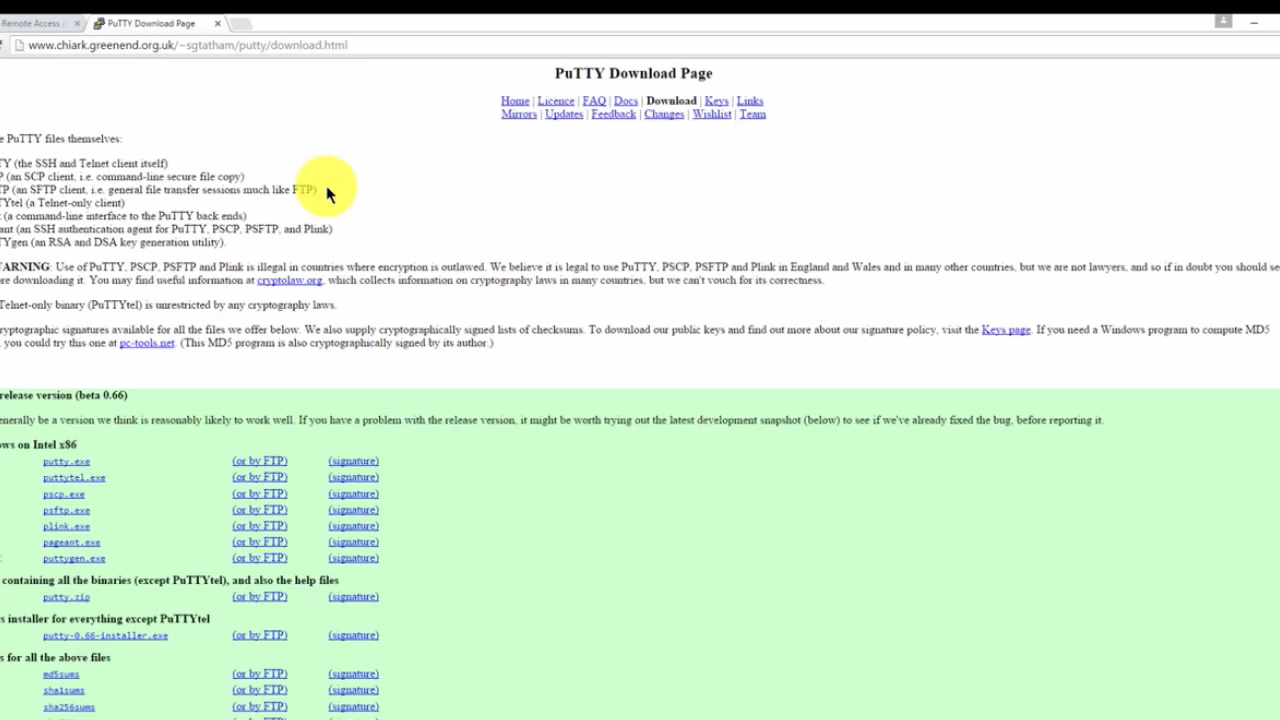 Remote Access
PuTTY Download Page
www.chiark.greenend.org.uk/~sgtatham/putty/download.html
PuTTY Download Page
Home | Licence | FAQ | Docs | Download | Keys | Links
Mirrors | Updates | Feedback | Changes | Wishlist | Team
e PuTTY files themselves:
TY (the SSH and Telnet client itself)
P (an SCP client, i.e. command-line secure file copy)
TP (an SFTP client, i.e. general file transfer sessions much like FTP)
TYtel (a Telnet-only client)
(a command-line interface to the PuTTY back ends)
ant (an SSH authentication agent for PuTTY, PSCP, PSFTP, and Plink)
TYgen (an RSA and DSA key generation utility).
ARNING: Use of PuTTY, PSCP, PSFTP and Plink is illegal in countries where encryption is outlawed. We believe it is legal to use PuTTY, PSCP, PSFTP and Plink in England and Wales and in many other countries, but we are not lawyers, and so if in doubt you should se
re downloading it. You may find useful information at cryptolaw.org, which collects information on cryptography laws in many countries, but we can't vouch for its correctness.
Telnet-only binary (PuTTYtel) is unrestricted by any cryptography laws.
ryptographic signatures available for all the files we offer below. We also supply cryptographically signed lists of checksums. To download our public keys and find out more about our signature policy, visit the Keys page. If you need a Windows program to compute MD5
, you could try this one at pc-tools.net. (This MD5 program is also cryptographically signed by its author.)
release version (beta 0.66)
enerally be a version we think is reasonably likely to work well. If you have a problem with the release version, it might be worth trying out the latest development snapshot (below) to see if we've already fixed the bug, before reporting it.
ows on Intel x86
putty.exe (or by FTP) (signature)
puttytel.exe (or by FTP) (signature)
pscp.exe (or by FTP) (signature)
psftp.exe (or by FTP) (signature)
plink.exe (or by FTP) (signature)
pageant.exe (or by FTP) (signature)
puttygen.exe (or by FTP) (signature)
containing all the binaries (except PuTTYtel), and also the help files
putty.zip (or by FTP) (signature)
s installer for everything except PuTTYtel
putty-0.66-installer.exe (or by FTP) (signature)
s for all the above files
md5sums (or by FTP) (signature)
sha1sums (or by FTP) (signature)
sha256sums (or by FTP) (signature)